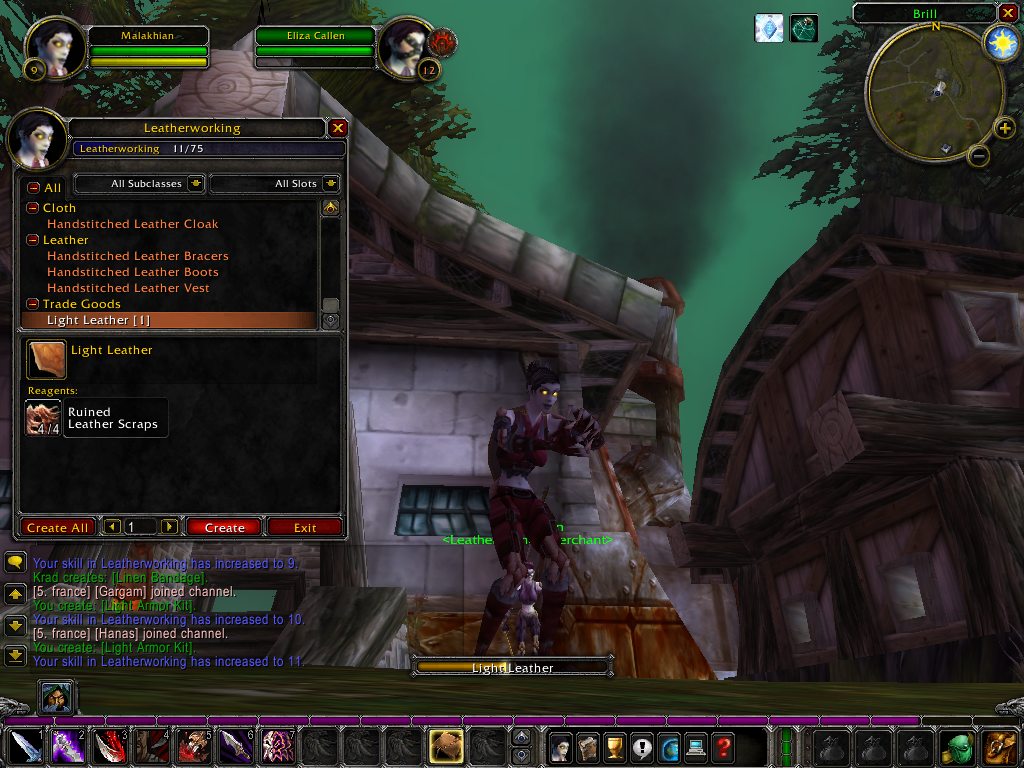 Malakhian
9
Eliza Callen
12
Brill
N
Leatherworking
Leatherworking 11/75
All
All Subclasses
All Slots
Cloth
Handstitched Leather Cloak
Leather
Handstitched Leather Bracers
Handstitched Leather Boots
Handstitched Leather Vest
Trade Goods
Light Leather [1]
Light Leather
Reagents:
4/4
Ruined
Leather Scraps
Create All
1
Create
Exit
Your skill in Leatherworking has increased to 9.
Krad creates: [Linen Bandage].
[5. france] [Gargam] joined channel.
You create: [Light Armor Kit].
Your skill in Leatherworking has increased to 10.
[5. france] [Hanas] joined channel.
You create: [Light Armor Kit].
Your skill in Leatherworking has increased to 11.
Light Leather
2
3
5
6